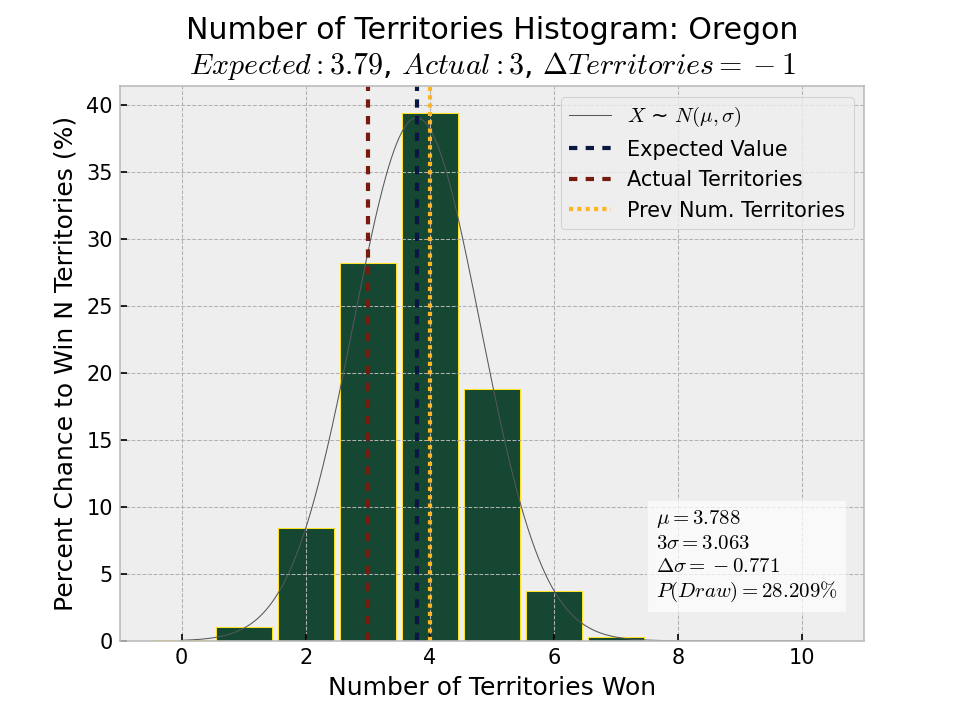 Number of Territories Histogram: Oregon
Expected : 3.79, Actual : 3, ΔTerritories = − 1
Percent Chance to Win N Territories (%)
40
35
30
25
20
15
10
5
0
X ~ N(μ, σ)
Expected Value
Actual Territories
Prev Num. Territories
μ = 3.788
3σ = 3.063
Δσ = − 0.771
P(Draw) = 28.209%
0 2 4 6 8 10
Number of Territories Won